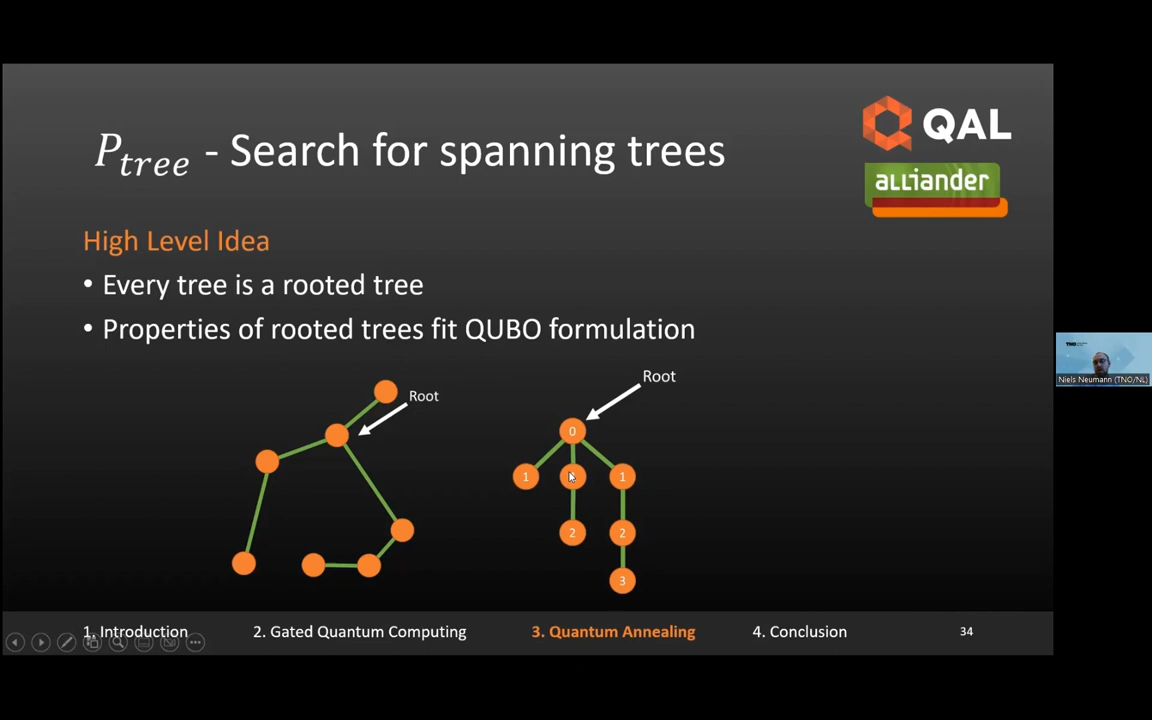 P_tree - Search for spanning trees
QAL
alliander
High Level Idea
• Every tree is a rooted tree
• Properties of rooted trees fit QUBO formulation
Root
Root
0
1
1
2
2
3
Niels Neumann (TNO/NL)
1. Introduction
2. Gated Quantum Computing
3. Quantum Annealing
4. Conclusion
34